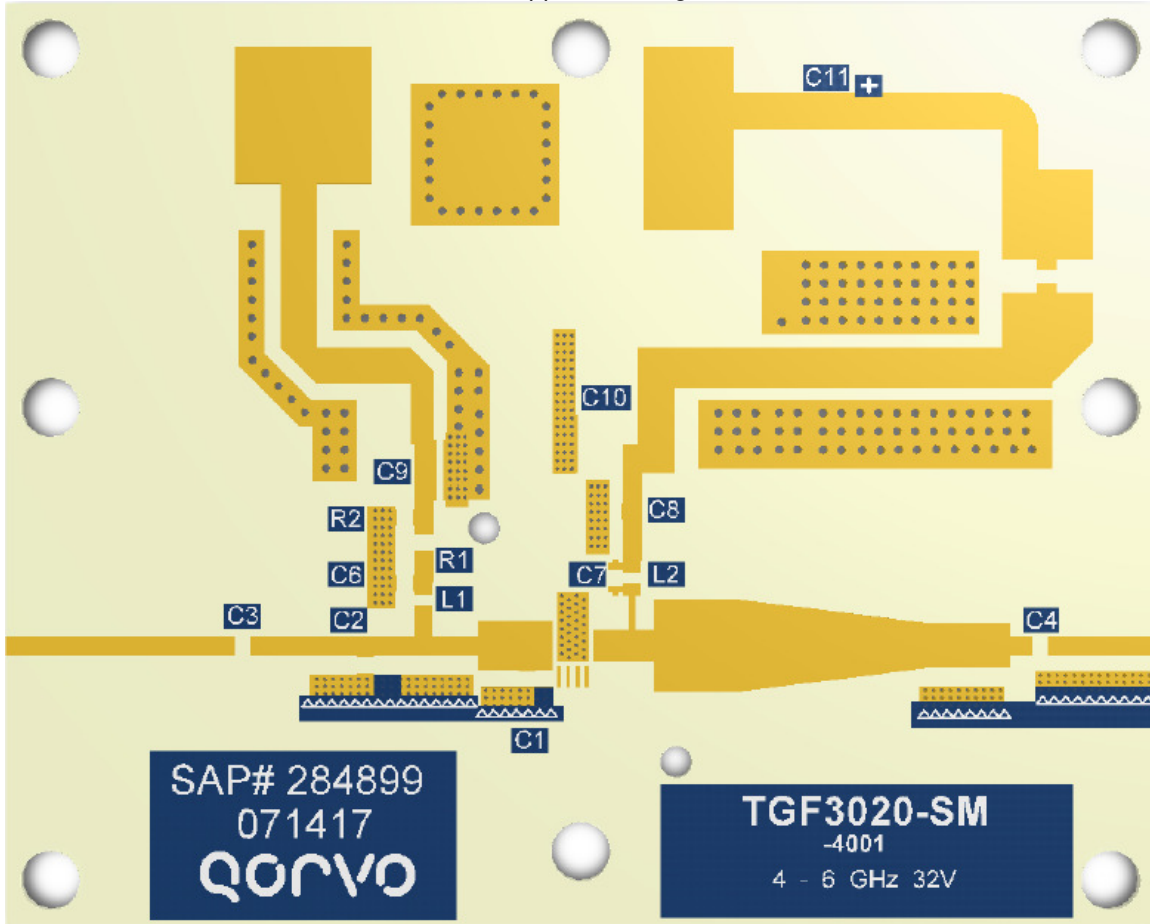 C11 +
C10
C9
C8
R2
R1
C6
C7
L2
L1
C2
C3
C4
C1
SAP# 284899
071417
QORVO
TGF3020-SM
-4001
4 - 6 GHz 32V